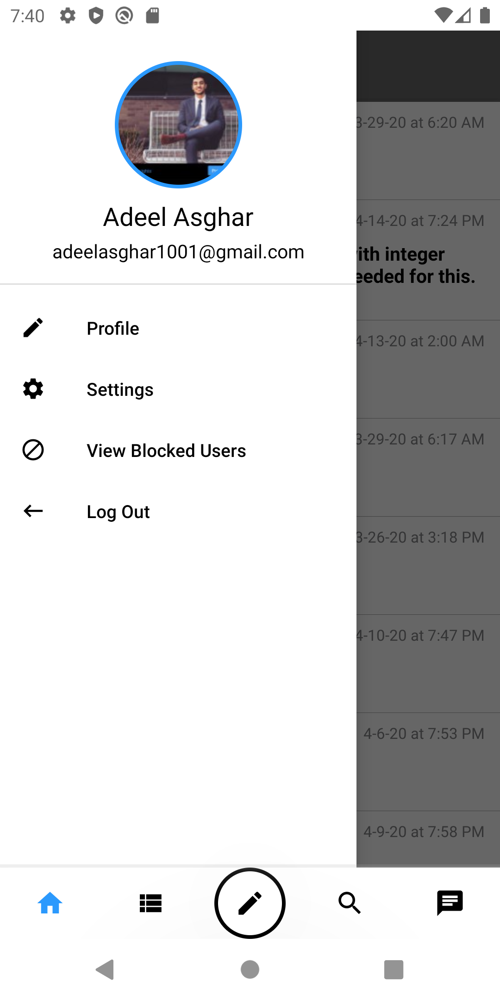 7:40
Adeel Asghar
adeelasghar1001@gmail.com
Profile
Settings
View Blocked Users
Log Out
3-29-20 at 6:20 AM
4-14-20 at 7:24 PM
integer
for this.
4-13-20 at 2:00 AM
3-29-20 at 6:17 AM
3-26-20 at 3:18 PM
4-10-20 at 7:47 PM
4-6-20 at 7:53 PM
4-9-20 at 7:58 PM